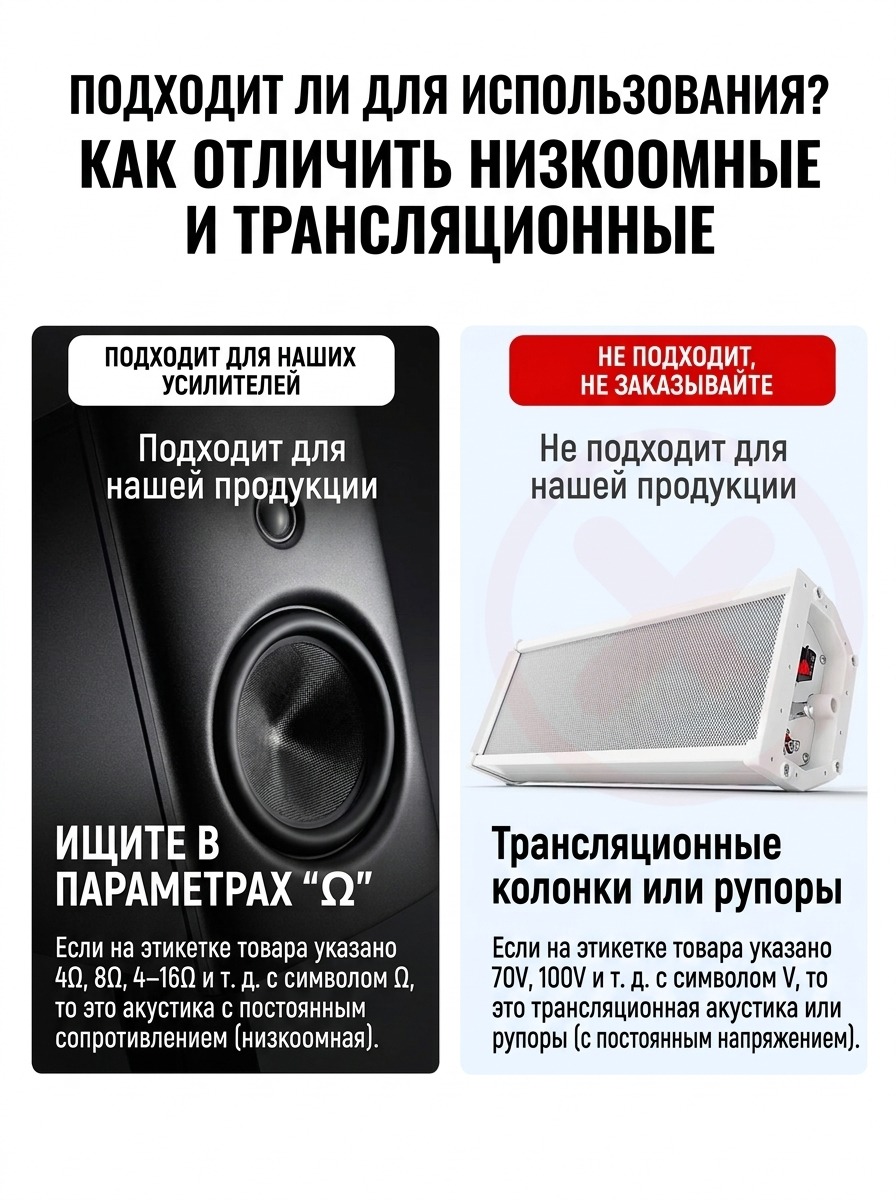 ПОДХОДИТ ЛИ ДЛЯ ИСПОЛЬЗОВАНИЯ?
КАК ОТЛИЧИТЬ НИЗКООМНЫЕ
И ТРАНСЛЯЦИОННЫЕ
ПОДХОДИТ ДЛЯ НАШИХ
УСИЛИТЕЛЕЙ
Подходит для
нашей продукции
ИЩИТЕ В
ПАРАМЕТРАХ “Ω”
Если на этикетке товара указано
4Ω, 8Ω, 4–16Ω и т. д. с символом Ω,
то это акустика с постоянным
сопротивлением (низкоомная).
НЕ ПОДХОДИТ,
НЕ ЗАКАЗЫВАЙТЕ
Не подходит для
нашей продукции
Трансляционные
колонки или рупоры
Если на этикетке товара указано
70V, 100V и т. д. с символом V, то
это трансляционная акустика или
рупоры (с постоянным напряжением).